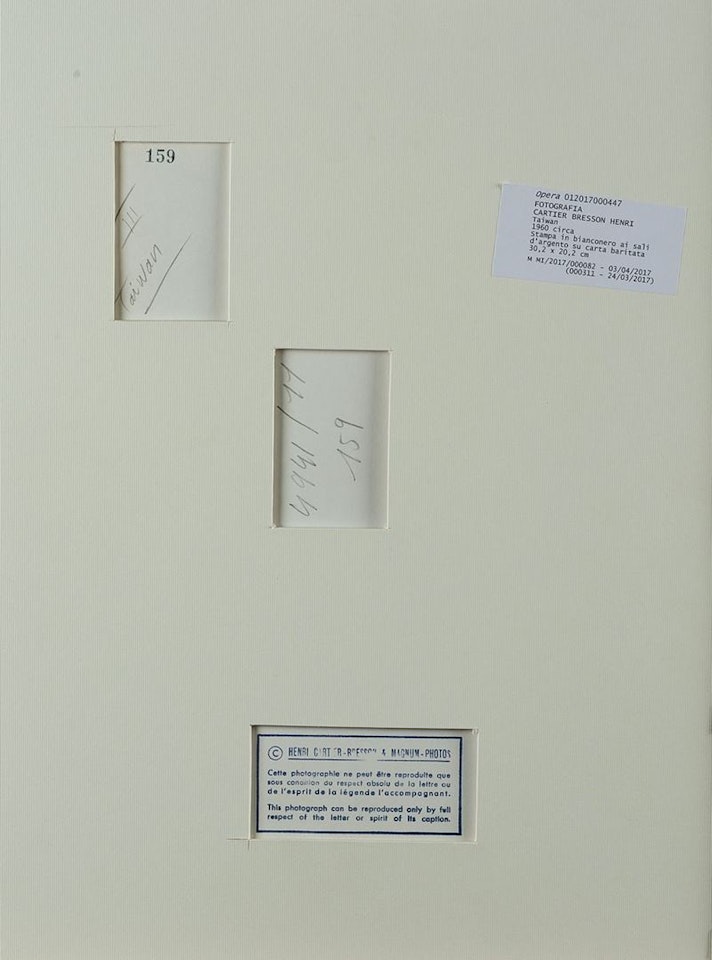 159
III
Taiwan
Opera 012017000447
FOTOGRAFIA
CARTIER BRESSON HENRI
Taiwan
1960 circa
Stampa in bianconero ai sali
d'argento su carta baritata
30,2 x 20,2 cm
M MI/2017/000082 - 03/04/2017
(000311 - 24/03/2017)
159
© HENRI CARTIER-BRESSON & MAGNUM-PHOTOS
Cette photographie ne peut être reproduite que
sous condition du respect absolu de la lettre ou
de l'esprit de la légende l'accompagnant.
This photograph can be reproduced only by full
respect of the letter or spirit of its caption.